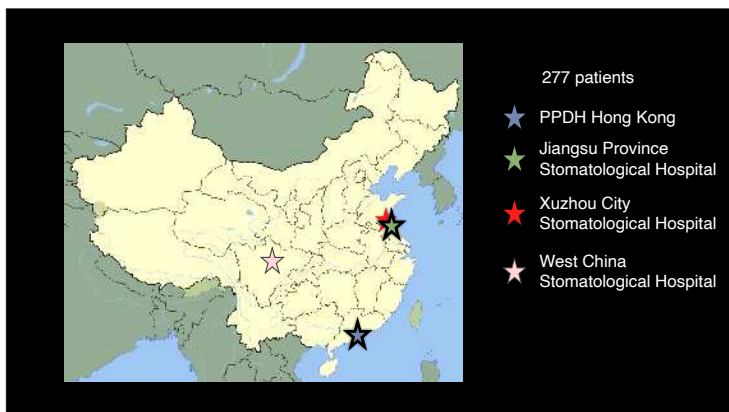 277 patients
PPDH Hong Kong
Jiangsu Province
Stomatological Hospital
Xuzhou City
Stomatological Hospital
West China
Stomatological Hospital